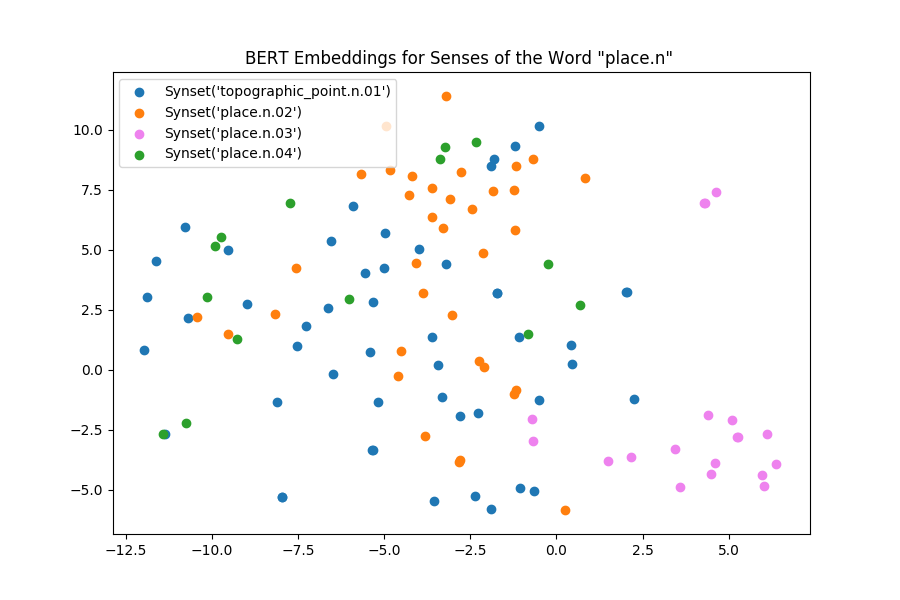 BERT Embeddings for Senses of the Word "place.n"
Synset('topographic_point.n.01')
Synset('place.n.02')
Synset('place.n.03')
Synset('place.n.04')
10.0
7.5
5.0
2.5
0.0
−2.5
−5.0
−12.5 −10.0 −7.5 −5.0 −2.5 0.0 2.5 5.0